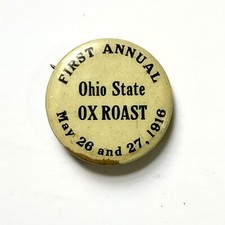 FIRST ANNUAL
Ohio State
OX ROAST
May 26 and 27, 1916